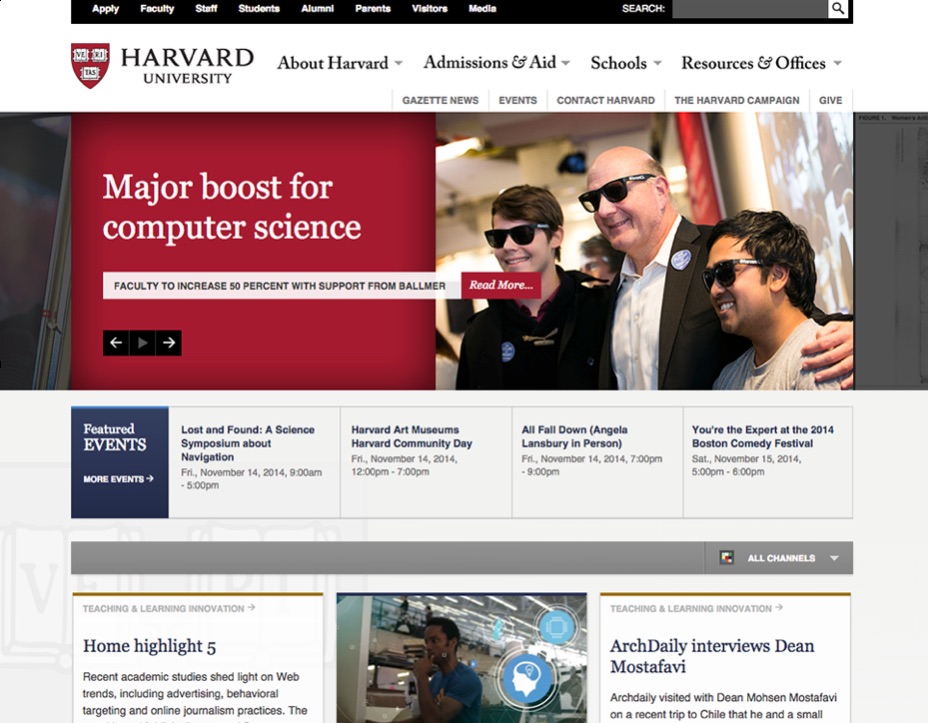 Apply Faculty Staff Students Alumni Parents Visitors Media SEARCH:
VE RI TAS
HARVARD
UNIVERSITY
About Harvard Admissions & Aid Schools Resources & Offices
GAZETTE NEWS EVENTS CONTACT HARVARD THE HARVARD CAMPAIGN GIVE
FIGURE 1.
Major boost for
computer science
FACULTY TO INCREASE 50 PERCENT WITH SUPPORT FROM BALLMER Read More...
Featured
EVENTS
MORE EVENTS →
Lost and Found: A Science
Symposium about
Navigation
Fri., November 14, 2014, 9:00am
- 5:00pm
Harvard Art Museums
Harvard Community Day
Fri., November 14, 2014,
12:00pm - 7:00pm
All Fall Down (Angela
Lansbury in Person)
Fri., November 14, 2014, 7:00pm
- 9:00pm
You're the Expert at the 2014
Boston Comedy Festival
Sat., November 15, 2014,
5:00pm - 6:00pm
ALL CHANNELS
TEACHING & LEARNING INNOVATION →
Home highlight 5
Recent academic studies shed light on Web
trends, including advertising, behavioral
targeting and online journalism practices. The
TEACHING & LEARNING INNOVATION →
ArchDaily interviews Dean
Mostafavi
Archdaily visited with Dean Mohsen Mostafavi
on a recent trip to Chile that he and a small